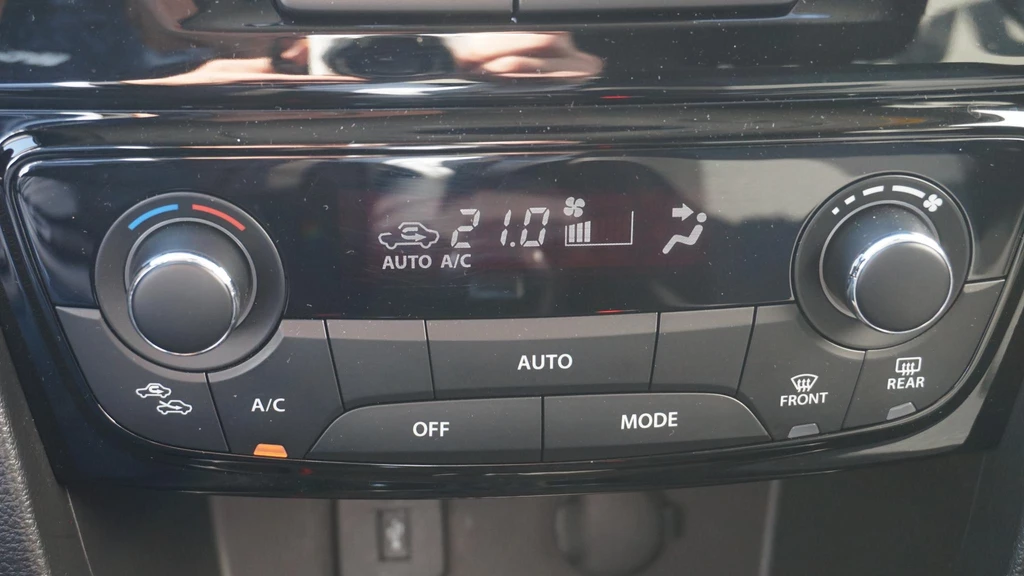 21.0
AUTO A/C
AUTO
A/C
OFF
MODE
FRONT
REAR